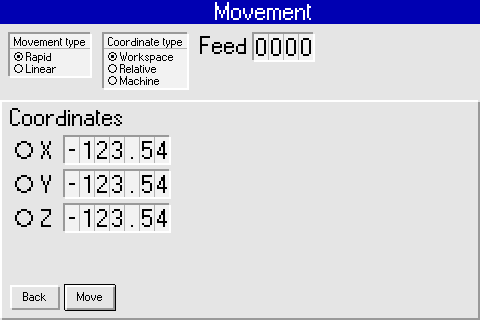 Movement
Movement type
Rapid
Linear
Coordinate type
Workspace
Relative
Machine
Feed 0000
Coordinates
X -123.54
Y -123.54
Z -123.54
Back Move